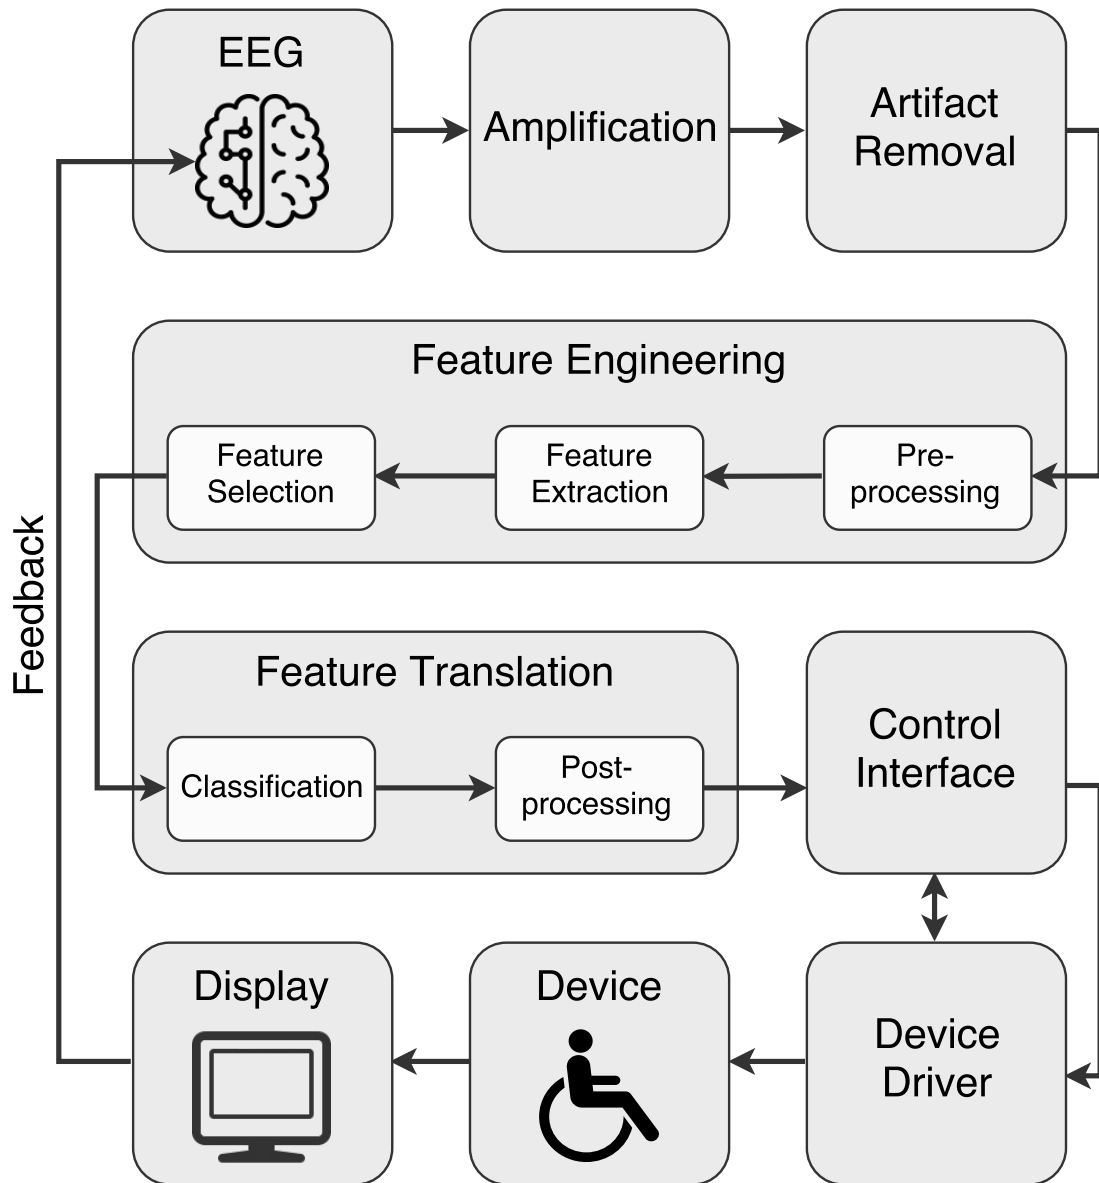 EEG
Amplification
Artifact
Removal
Feature Engineering
Feature
Selection
Feature
Extraction
Pre-
processing
Feedback
Feature Translation
Classification
Post-
processing
Control
Interface
Display
Device
Device
Driver